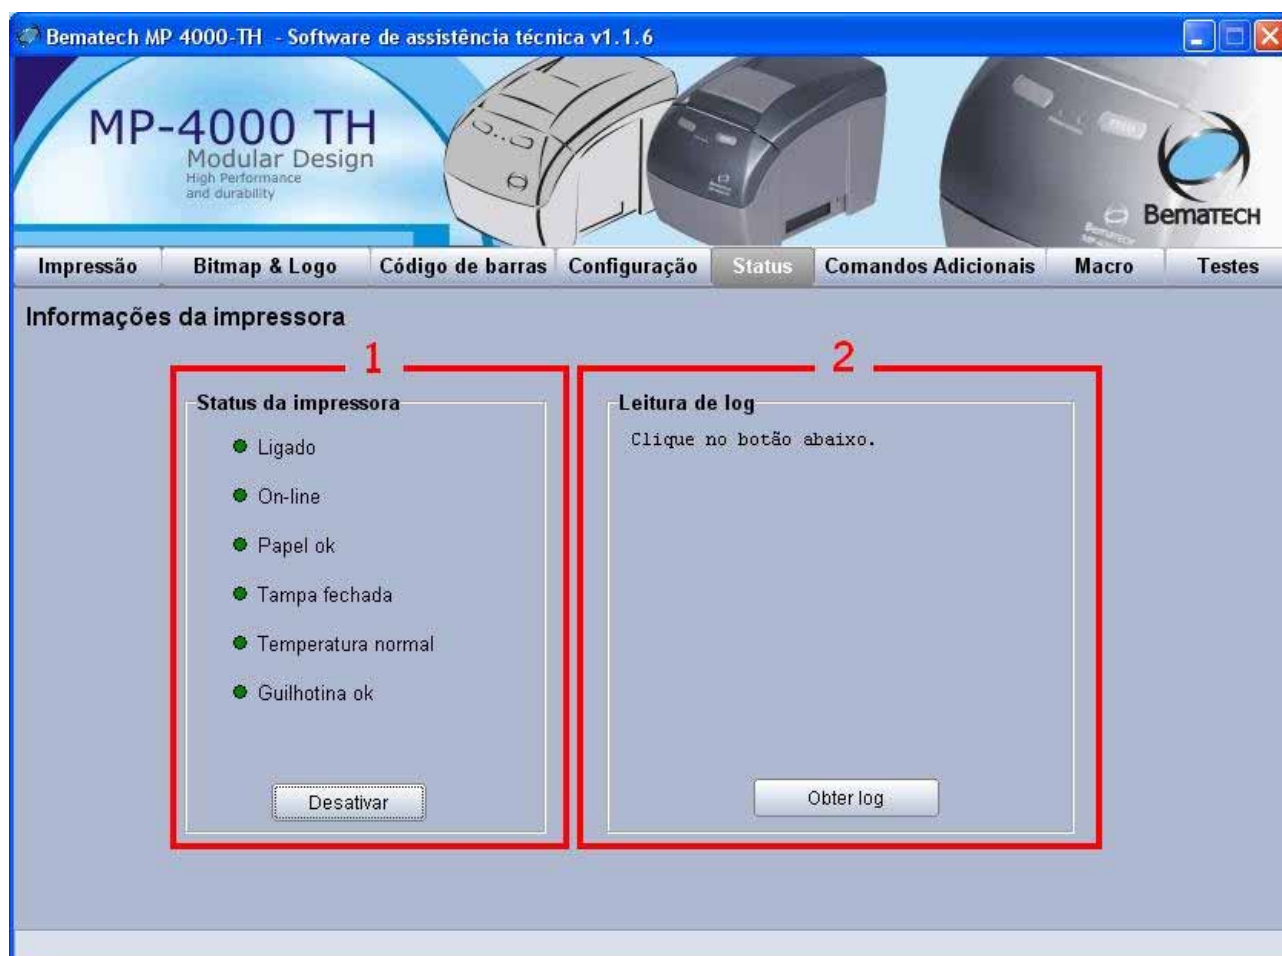 Bematech MP 4000-TH - Software de assistência técnica v1.1.6
MP-4000 TH
Modular Design
High Performance
and durability
Bematech
Impressão Bitmap & Logo Código de barras Configuração Status Comandos Adicionais Macro Testes
Informações da impressora
1
2
Status da impressora
Ligado
On-line
Papel ok
Tampa fechada
Temperatura normal
Guilhotina ok
Desativar
Leitura de log
Clique no botão abaixo.
Obter log